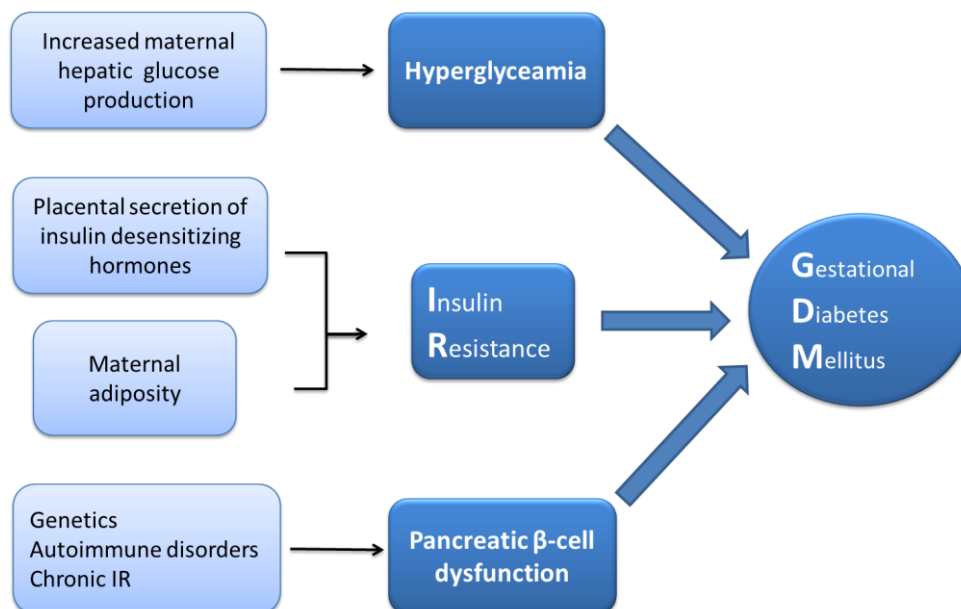 Increased maternal
hepatic glucose
production
Hyperglyceamia
Placental secretion of
insulin desensitizing
hormones
Maternal
adiposity
Insulin
Resistance
Gestational
Diabetes
Mellitus
Genetics
Autoimmune disorders
Chronic IR
Pancreatic β-cell
dysfunction